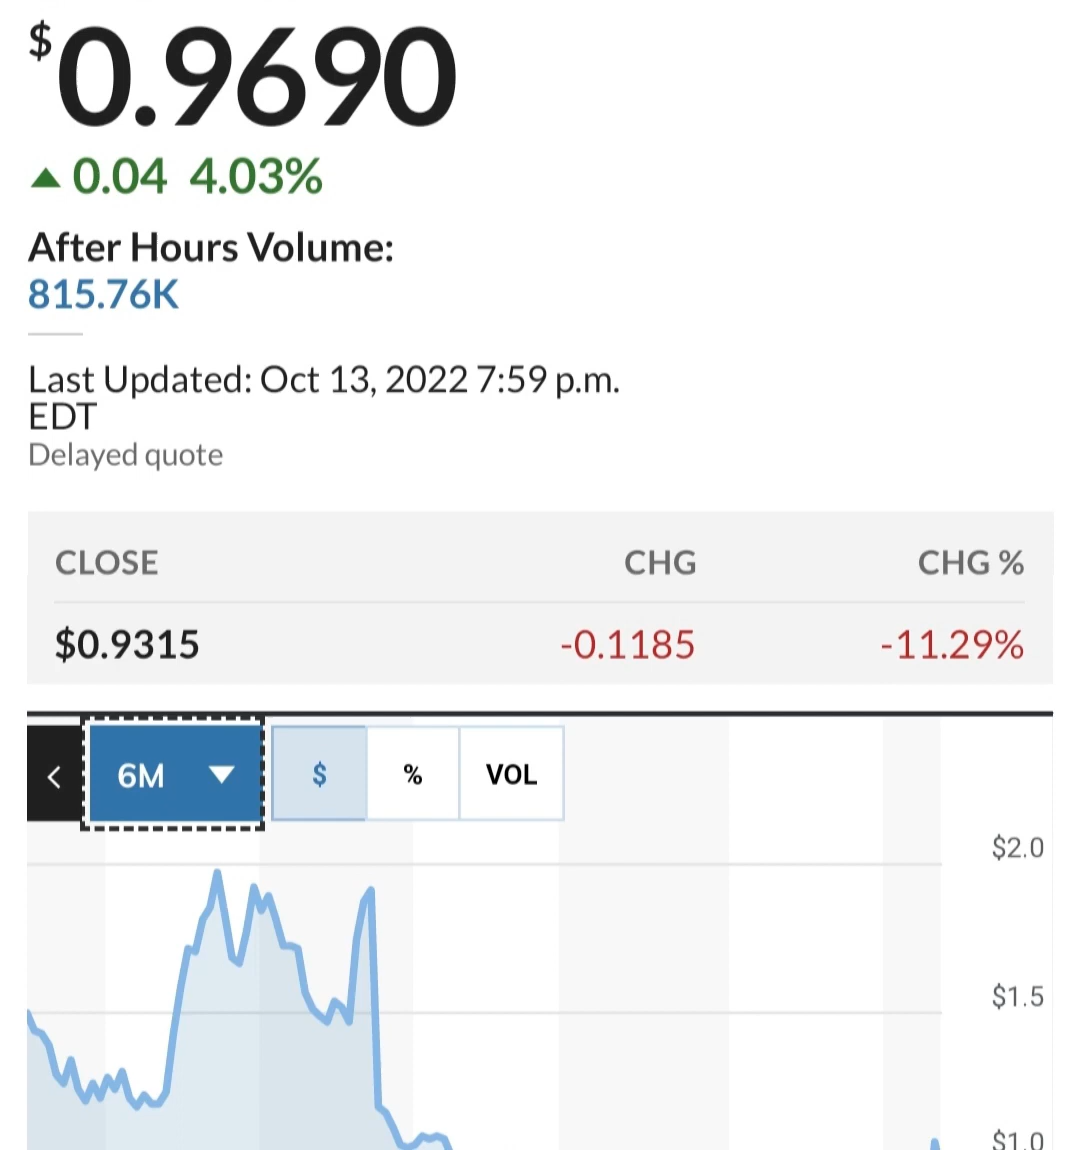 $0.9690
▲ 0.04 4.03%
After Hours Volume:
815.76K
Last Updated: Oct 13, 2022 7:59 p.m.
EDT
Delayed quote
CLOSE CHG CHG %
$0.9315 -0.1185 -11.29%
6M $ % VOL
$2.0
$1.5
$1.0